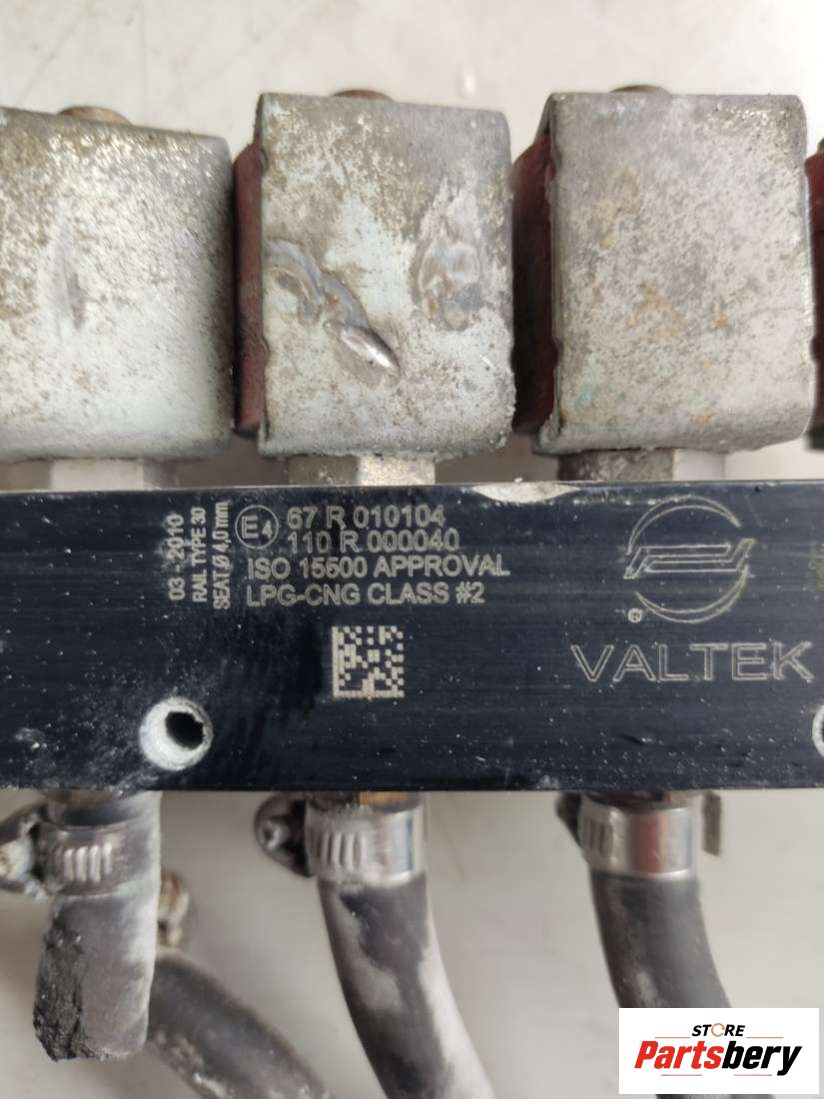 03 - 2010
RAIL TYPE 30
SEAT Ø 4,0 mm
E4
67 R 010104
110 R 000040
ISO 15500 APPROVAL
LPG-CNG CLASS #2
®
VALTEK
STORE
Partsbery